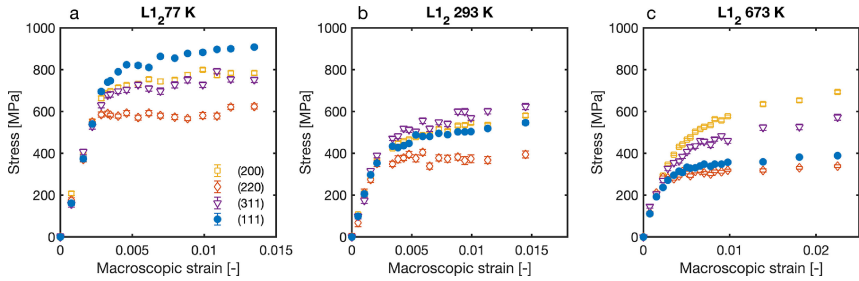 a
L1₂77 K
1000
800
600
400
200
0
Stress [MPa]
0
0.005
0.01
0.015
Macroscopic strain [-]
(200)
(220)
(311)
(111)
b
L1₂ 293 K
1000
800
600
400
200
0
Stress [MPa]
0
0.005
0.01
0.015
Macroscopic strain [-]
c
L1₂ 673 K
1000
800
600
400
200
0
Stress [MPa]
0
0.01
0.02
Macroscopic strain [-]